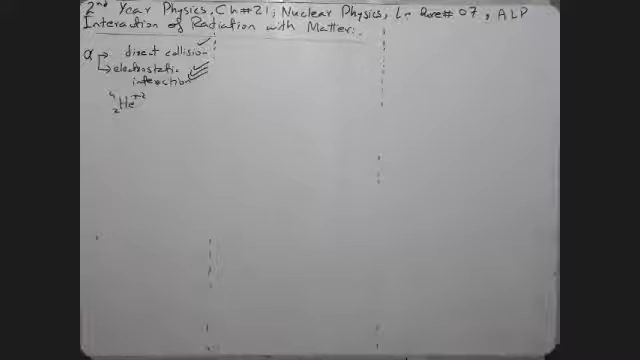 2nd Year Physics, Ch#21; Nuclear Physics, Lecture# 07, ALP
Interaction of Radiation with Matter:
α → direct collision
→ electrostatic
interaction
⁴₂He⁺²